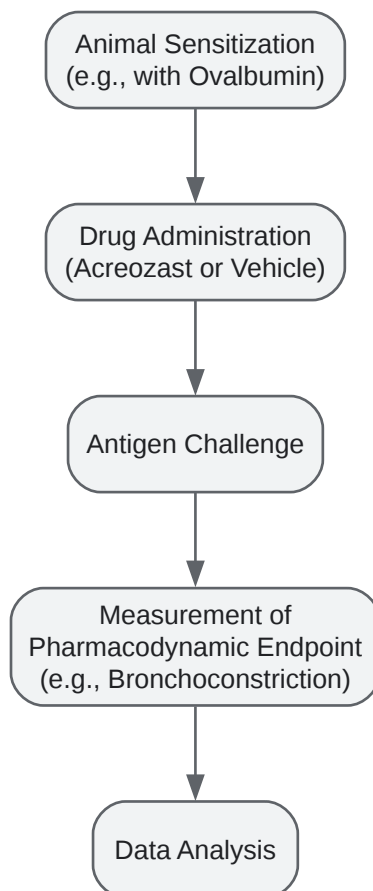 Animal Sensitization
(e.g., with Ovalbumin)
Drug Administration
(Acreozast or Vehicle)
Antigen Challenge
Measurement of
Pharmacodynamic Endpoint
(e.g., Bronchoconstriction)
Data Analysis